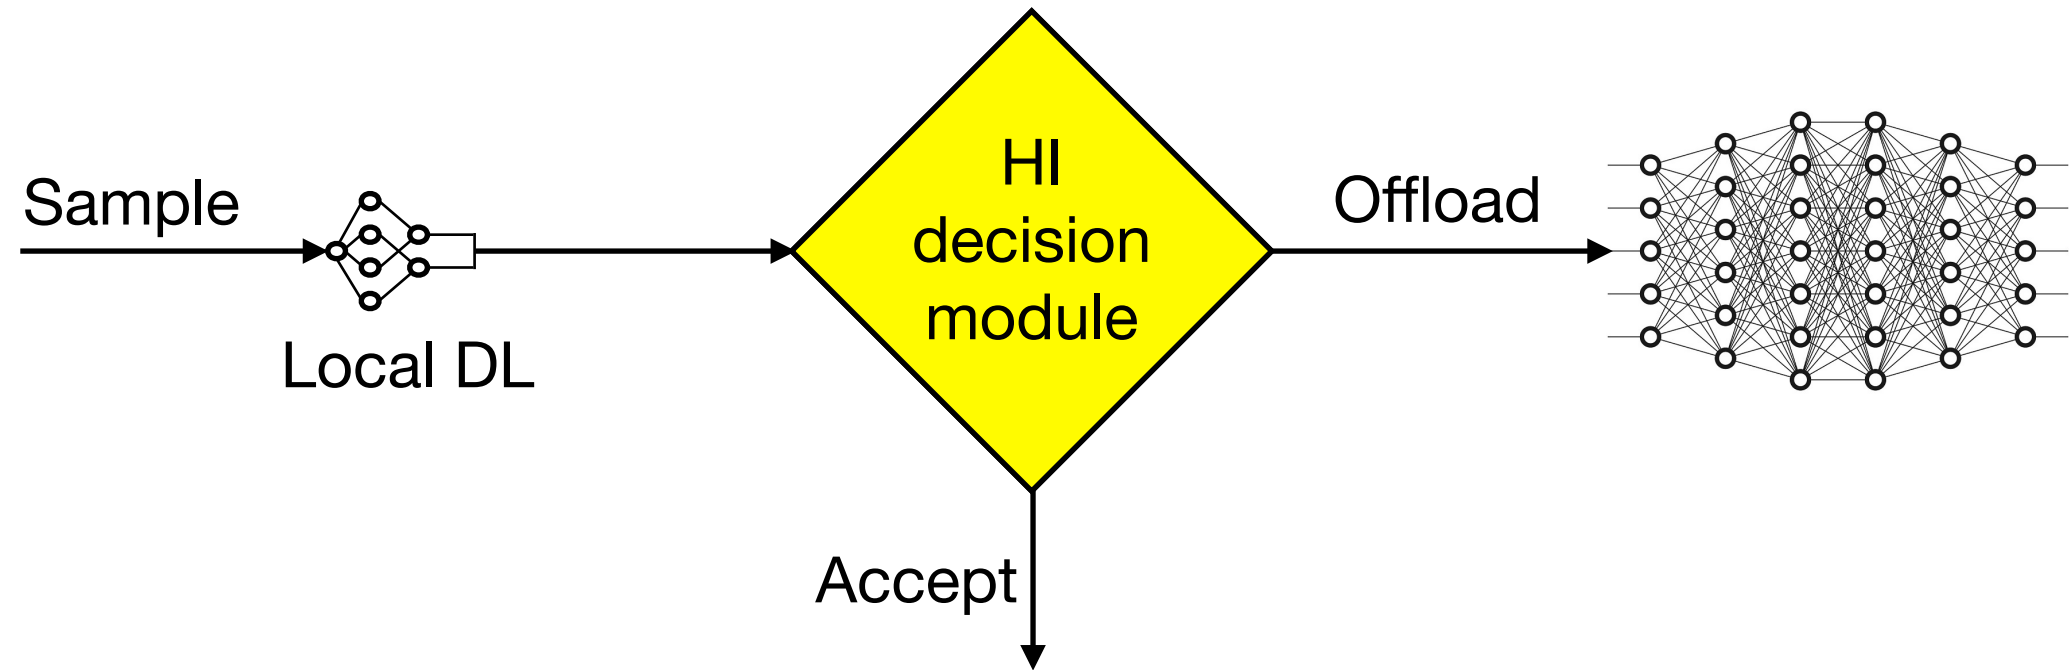 Sample
Local DL
HI
decision
module
Offload
Accept